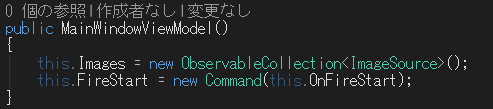 0 個の参照|作成者なし|変更なし
public MainWindowViewModel()
{
this.Images = new ObservableCollection<ImageSource>();
this.FireStart = new Command(this.OnFireStart);
}